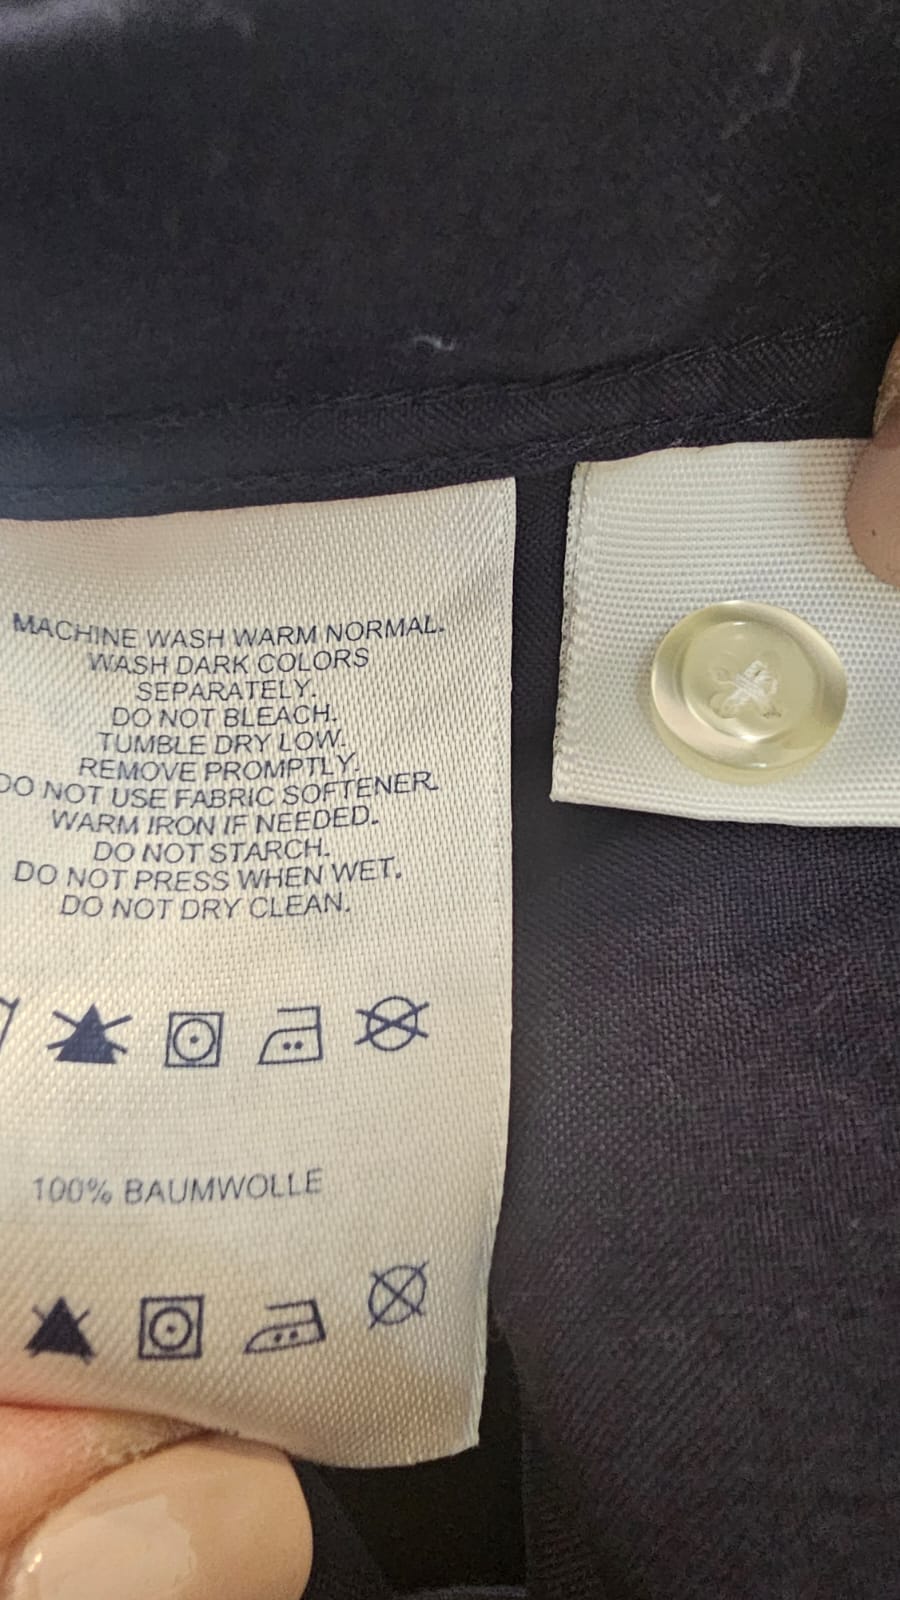 MACHINE WASH WARM NORMAL.
WASH DARK COLORS
SEPARATELY.
DO NOT BLEACH.
TUMBLE DRY LOW.
REMOVE PROMPTLY.
DO NOT USE FABRIC SOFTENER.
WARM IRON IF NEEDED.
DO NOT STARCH.
DO NOT PRESS WHEN WET.
DO NOT DRY CLEAN.
100% BAUMWOLLE